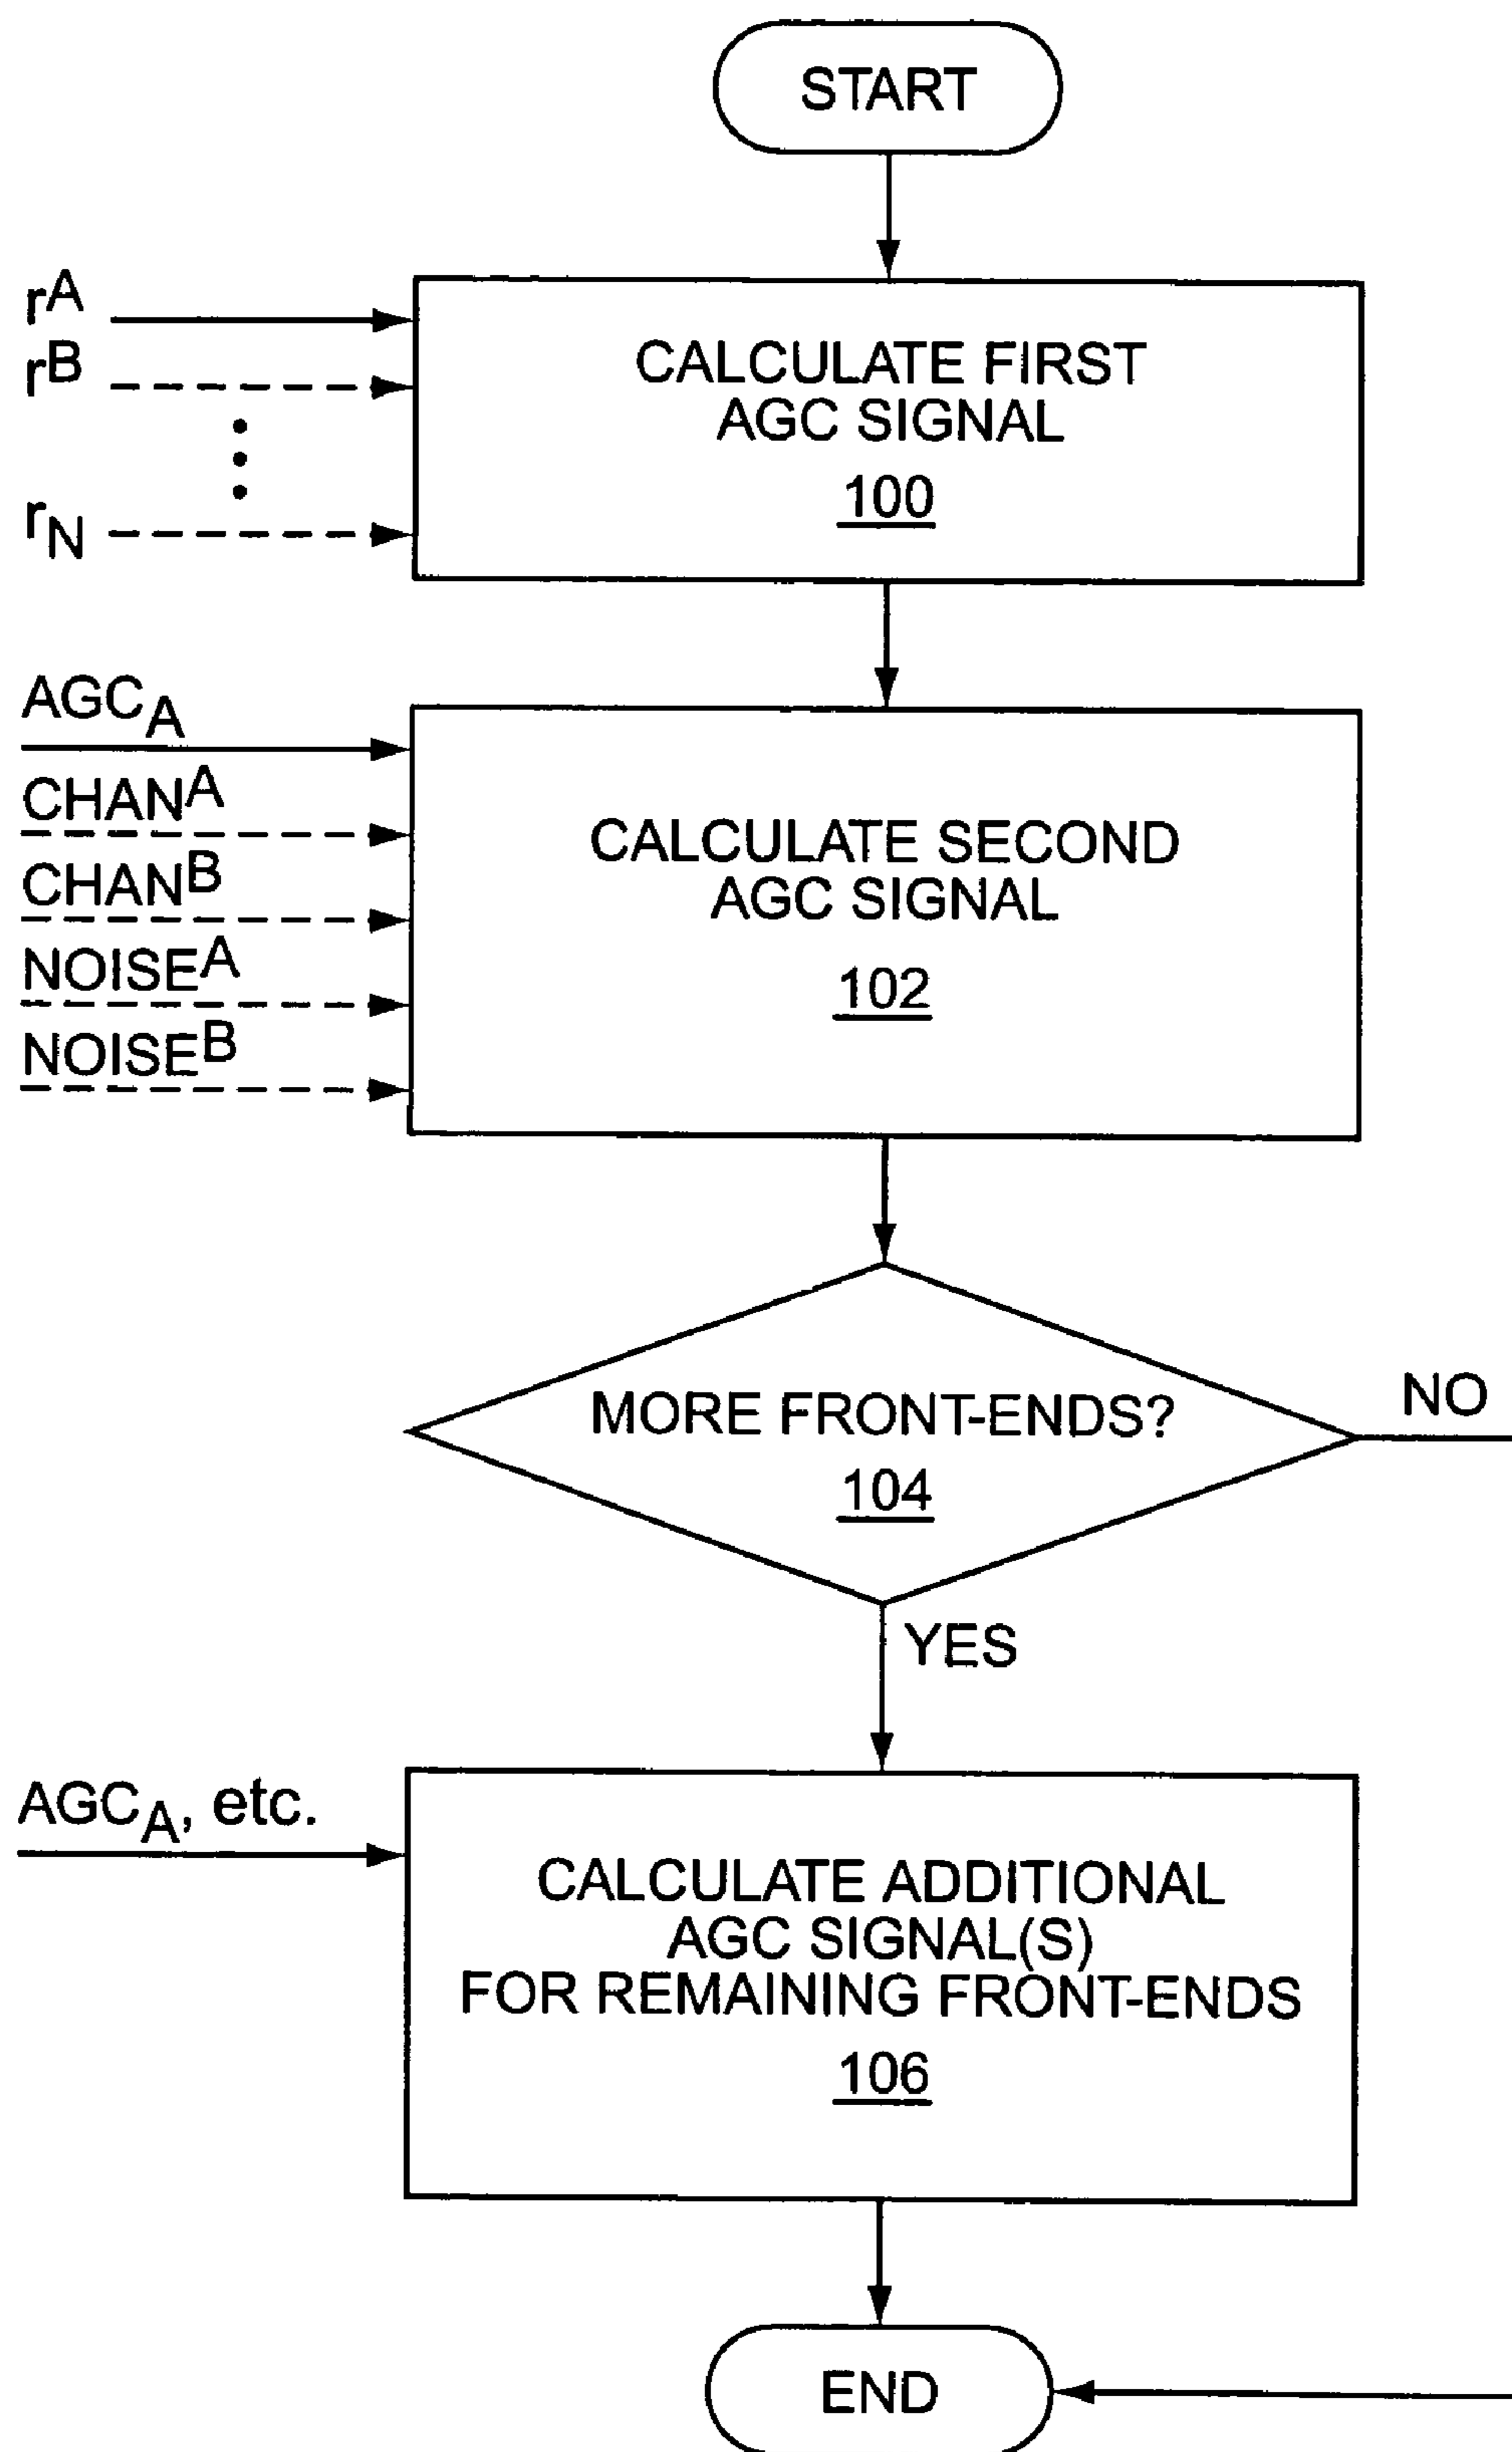 START
rA
rB
rN
CALCULATE FIRST
AGC SIGNAL
100
AGCA
CHANA
CHANB
NOISEA
NOISEB
CALCULATE SECOND
AGC SIGNAL
102
MORE FRONT-ENDS?
104
NO
YES
AGCA, etc.
CALCULATE ADDITIONAL
AGC SIGNAL(S)
FOR REMAINING FRONT-ENDS
106
END